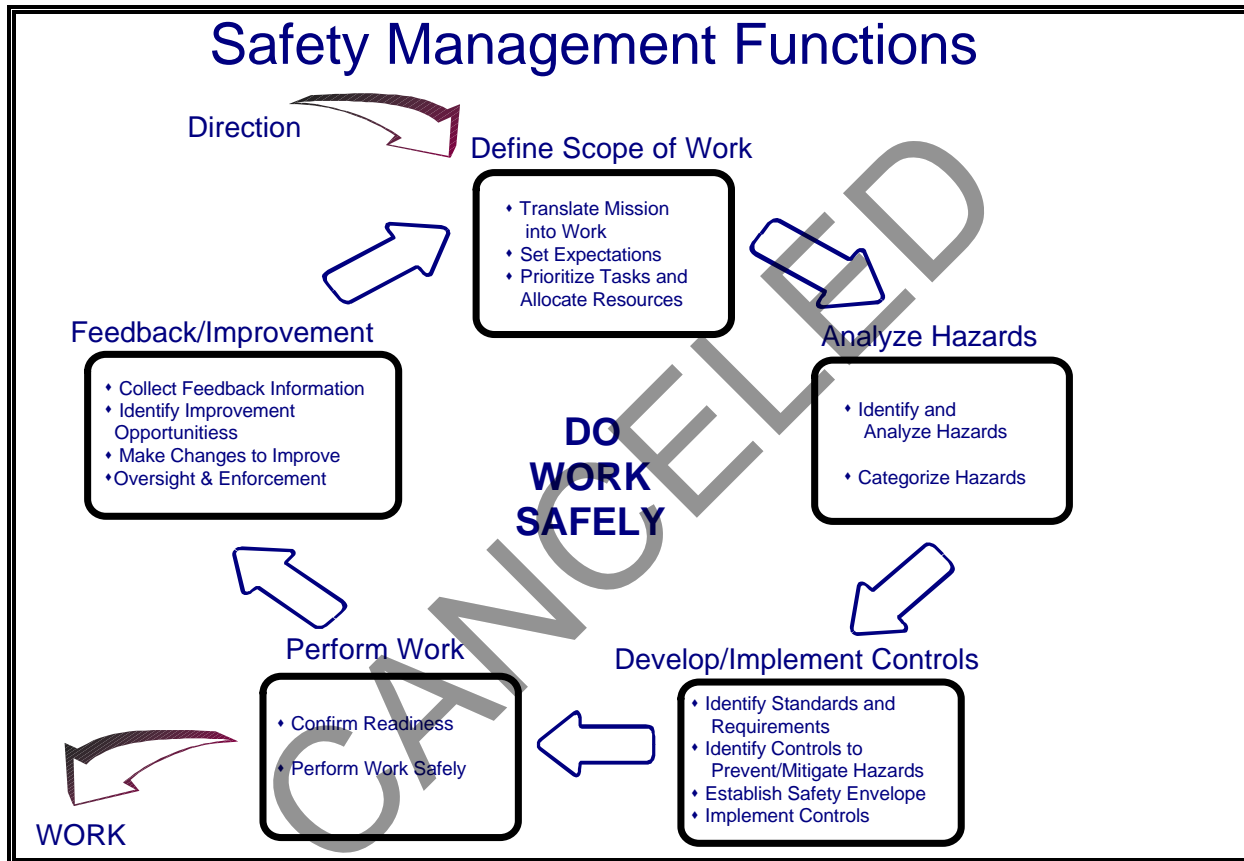 Safety Management Functions
Direction
Define Scope of Work
♦ Translate Mission
into Work
♦ Set Expectations
♦ Prioritize Tasks and
Allocate Resources
Analyze Hazards
♦ Identify and
Analyze Hazards
♦ Categorize Hazards
Develop/Implement Controls
♦ Identify Standards and
Requirements
♦ Identify Controls to
Prevent/Mitigate Hazards
♦ Establish Safety Envelope
♦ Implement Controls
Perform Work
♦ Confirm Readiness
♦ Perform Work Safely
WORK
Feedback/Improvement
♦ Collect Feedback Information
♦ Identify Improvement
Opportunitiess
♦ Make Changes to Improve
♦ Oversight & Enforcement
DO
WORK
SAFELY
CANCELED